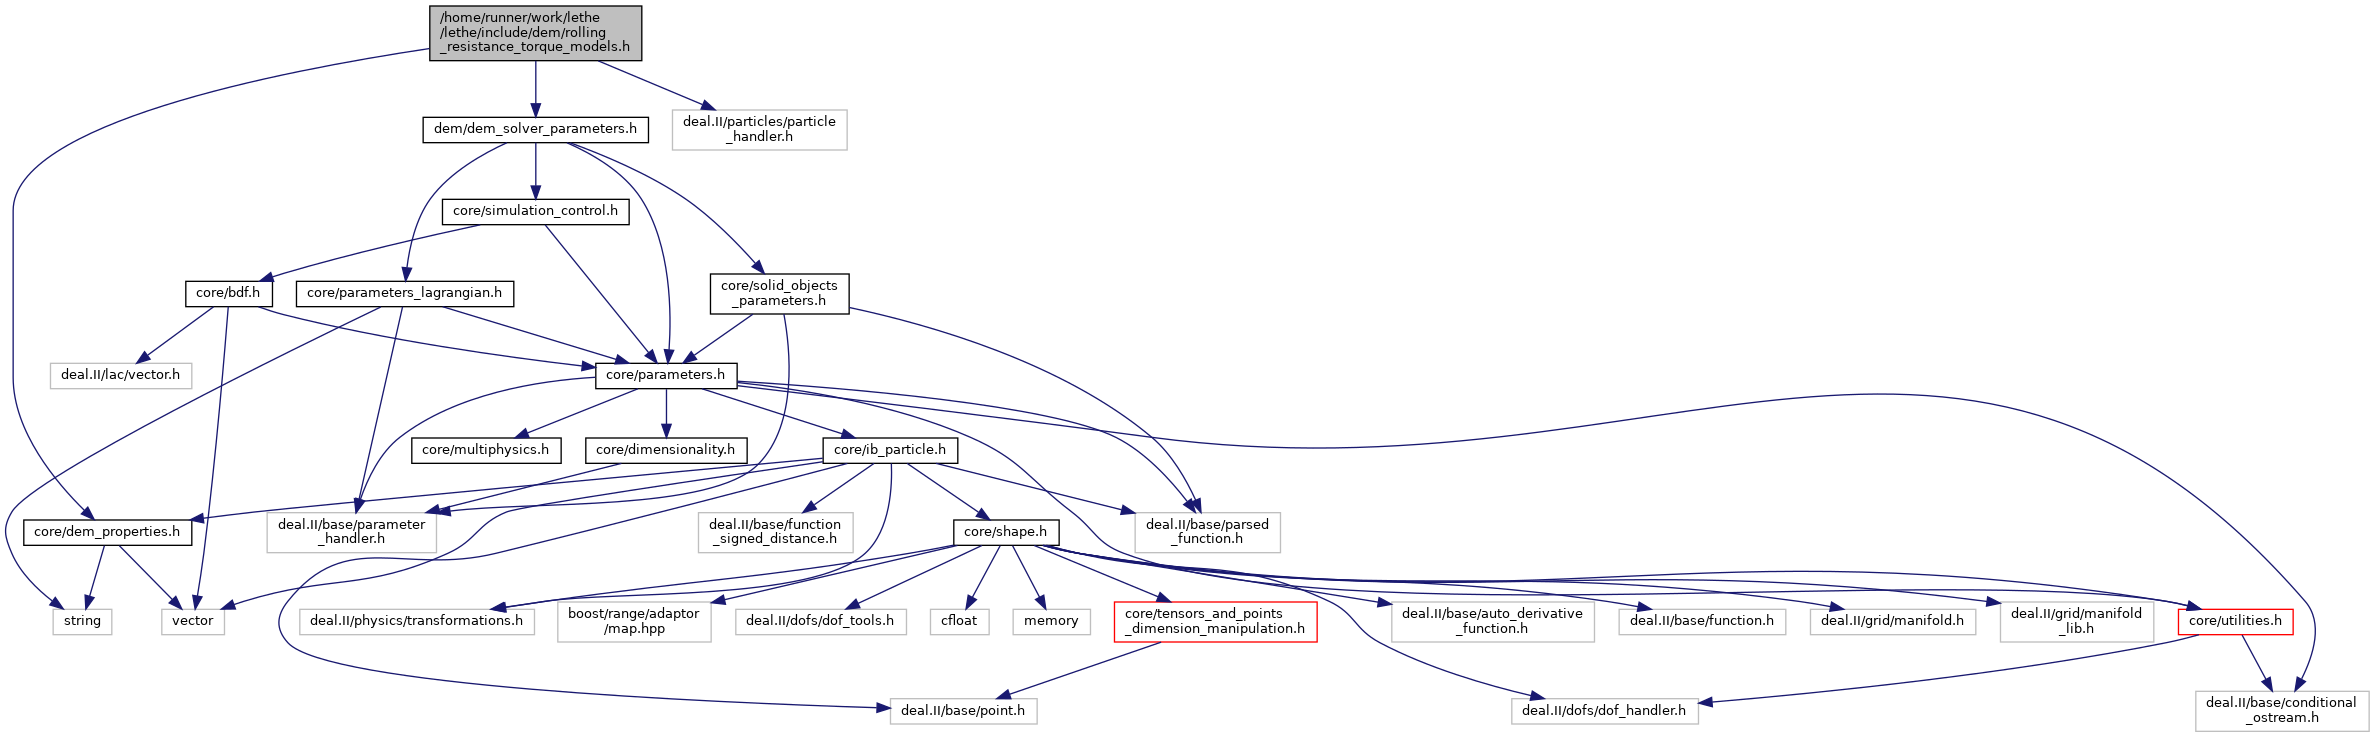 /home/runner/work/lethe
/lethe/include/dem/rolling
_resistance_torque_models.h
dem/dem_solver_parameters.h
deal.II/particles/particle
_handler.h
core/simulation_control.h
core/bdf.h
core/parameters_lagrangian.h
core/solid_objects
_parameters.h
deal.II/lac/vector.h
core/parameters.h
core/multiphysics.h
core/dimensionality.h
core/ib_particle.h
core/dem_properties.h
deal.II/base/parameter
_handler.h
deal.II/base/function
_signed_distance.h
core/shape.h
deal.II/base/parsed
_function.h
string
vector
deal.II/physics/transformations.h
boost/range/adaptor
/map.hpp
deal.II/dofs/dof_tools.h
cfloat
memory
core/tensors_and_points
_dimension_manipulation.h
deal.II/base/auto_derivative
_function.h
deal.II/base/function.h
deal.II/grid/manifold.h
deal.II/grid/manifold
_lib.h
core/utilities.h
deal.II/base/point.h
deal.II/dofs/dof_handler.h
deal.II/base/conditional
_ostream.h